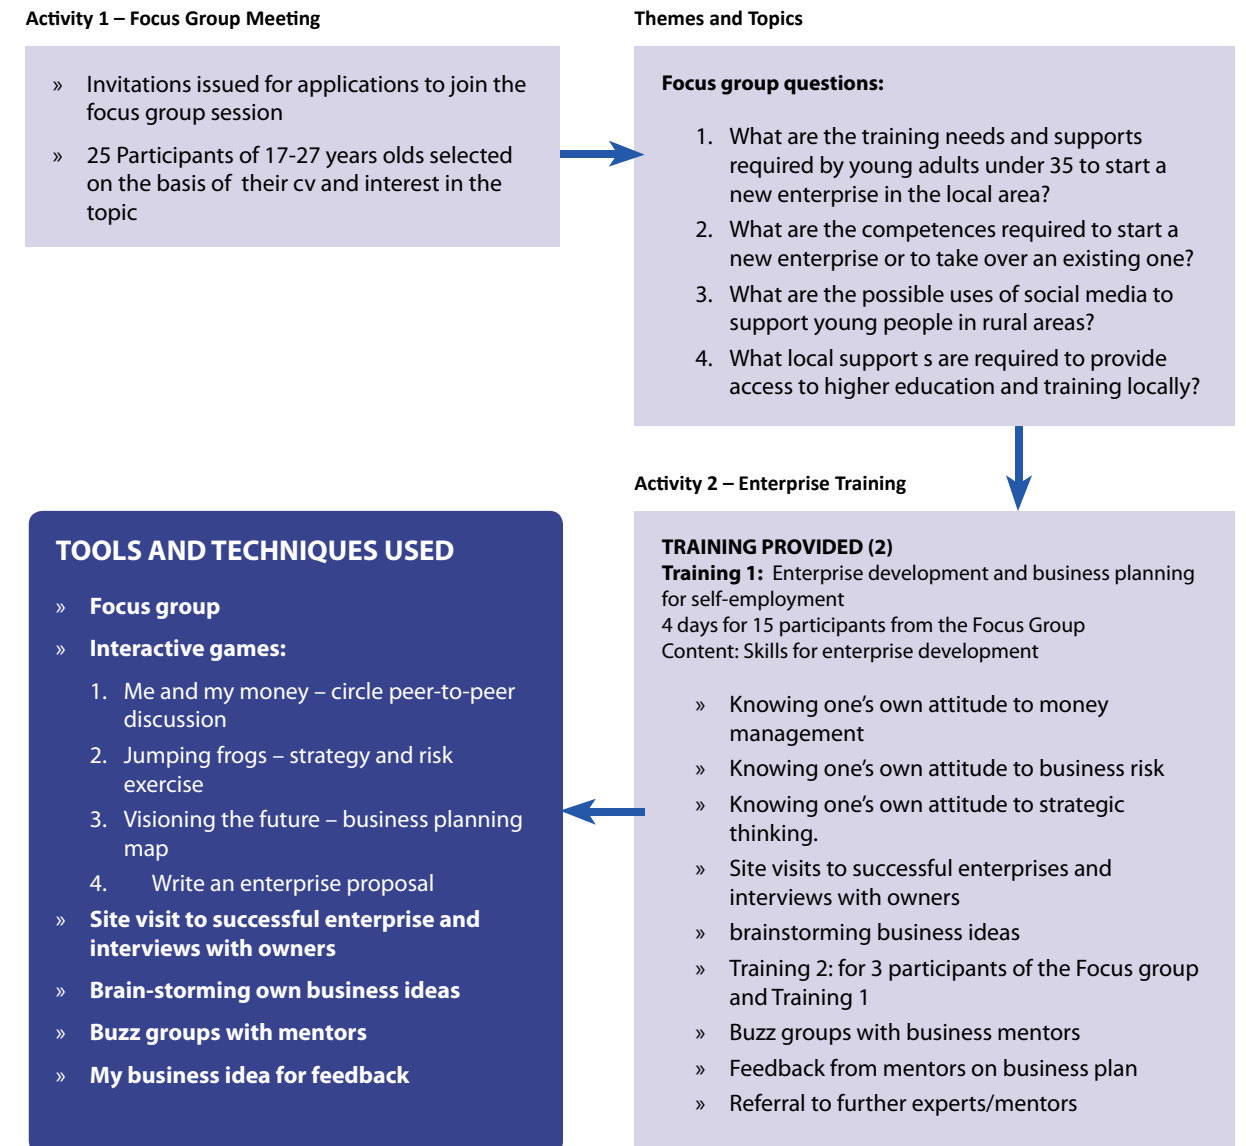 Activity 1 – Focus Group Meeting
» Invitations issued for applications to join the
focus group session
» 25 Participants of 17-27 years olds selected
on the basis of their cv and interest in the
topic
Themes and Topics
Focus group questions:
1. What are the training needs and supports
required by young adults under 35 to start a
new enterprise in the local area?
2. What are the competences required to start a
new enterprise or to take over an existing one?
3. What are the possible uses of social media to
support young people in rural areas?
4. What local support s are required to provide
access to higher education and training locally?
Activity 2 – Enterprise Training
TRAINING PROVIDED (2)
Training 1: Enterprise development and business planning
for self-employment
4 days for 15 participants from the Focus Group
Content: Skills for enterprise development
» Knowing one’s own attitude to money
management
» Knowing one’s own attitude to business risk
» Knowing one’s own attitude to strategic
thinking.
» Site visits to successful enterprises and
interviews with owners
» brainstorming business ideas
» Training 2: for 3 participants of the Focus group
and Training 1
» Buzz groups with business mentors
» Feedback from mentors on business plan
» Referral to further experts/mentors
TOOLS AND TECHNIQUES USED
» Focus group
» Interactive games:
1. Me and my money – circle peer-to-peer
discussion
2. Jumping frogs – strategy and risk
exercise
3. Visioning the future – business planning
map
4. Write an enterprise proposal
» Site visit to successful enterprise and
interviews with owners
» Brain-storming own business ideas
» Buzz groups with mentors
» My business idea for feedback